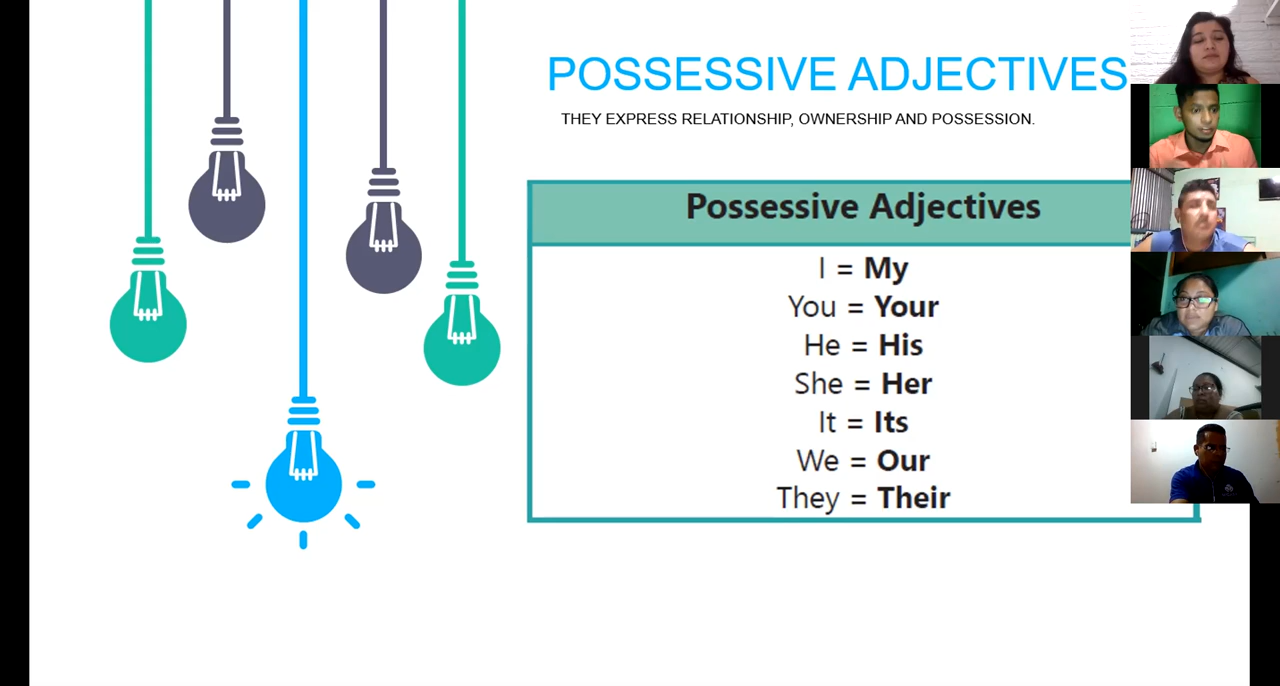 POSSESSIVE ADJECTIVES
THEY EXPRESS RELATIONSHIP, OWNERSHIP AND POSSESSION.
Possessive Adjectives
I = My
You = Your
He = His
She = Her
It = Its
We = Our
They = Their